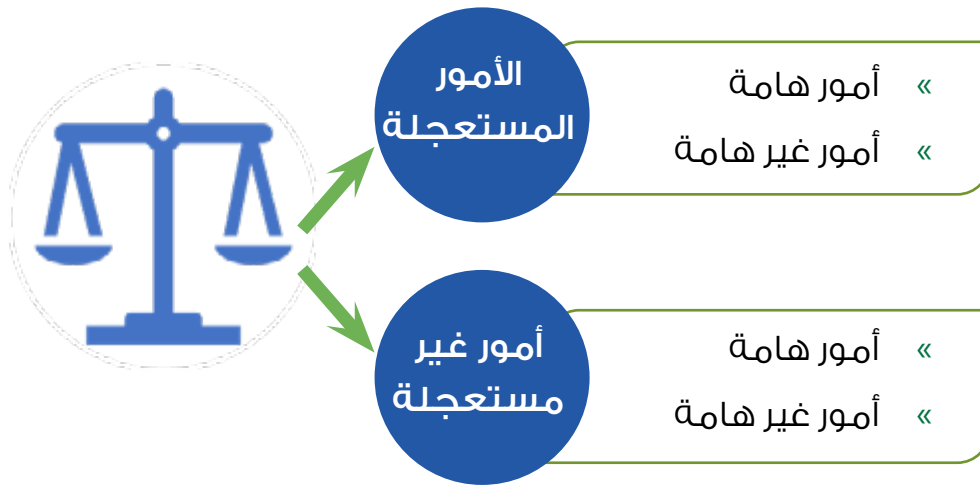 الأمور
المستعجلة
» أمور هامة
» أمور غير هامة
أمور غير
مستعجلة
» أمور هامة
» أمور غير هامة